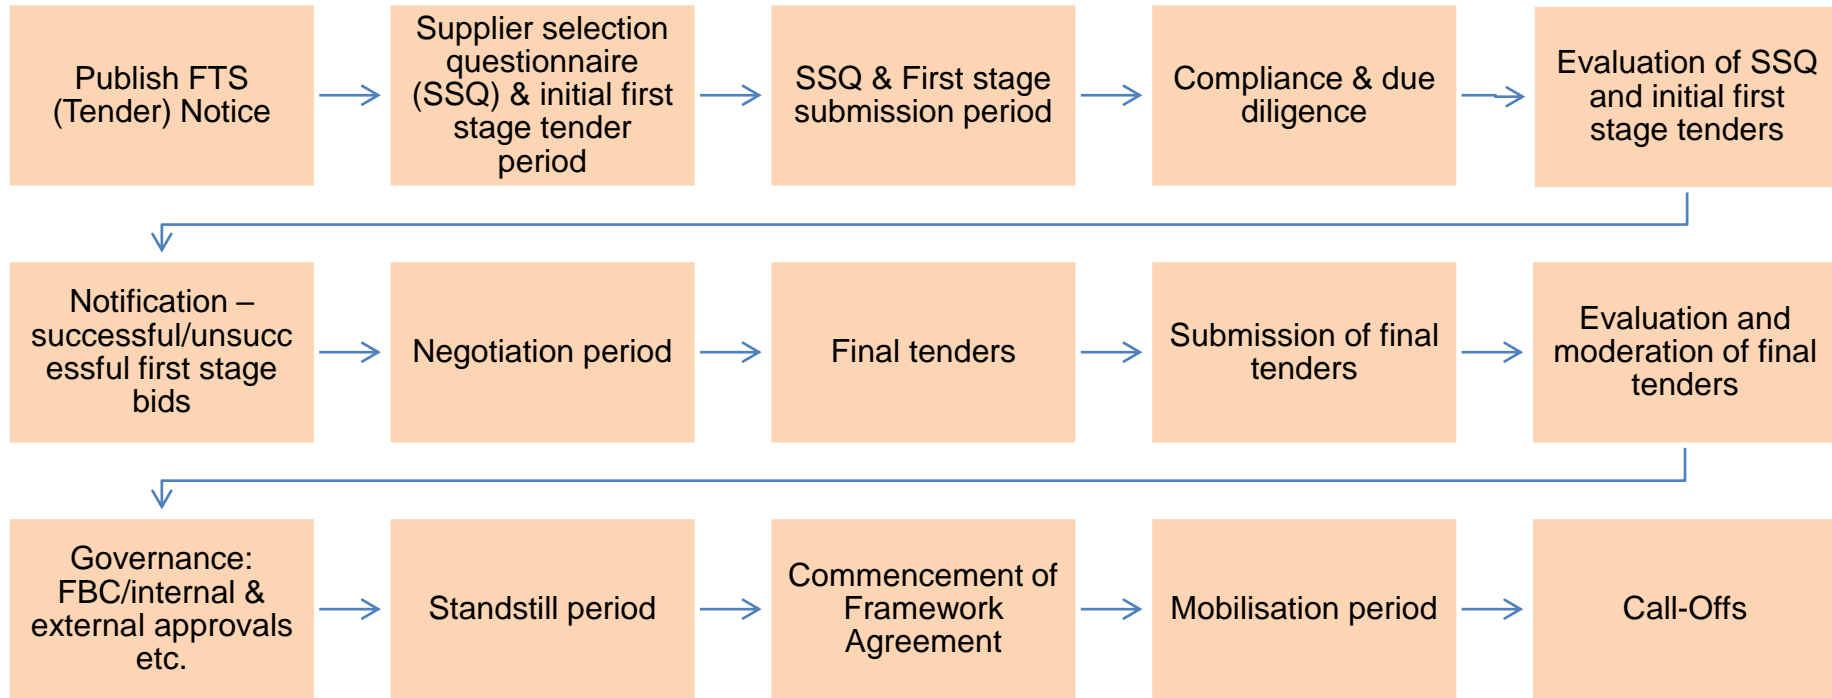 Publish FTS
(Tender) Notice
Supplier selection
questionnaire
(SSQ) & initial first
stage tender
period
SSQ & First stage
submission period
Compliance & due
diligence
Evaluation of SSQ
and initial first
stage tenders
Notification –
successful/unsucc
essful first stage
bids
Negotiation period
Final tenders
Submission of final
tenders
Evaluation and
moderation of final
tenders
Governance:
FBC/internal &
external approvals
etc.
Standstill period
Commencement of
Framework
Agreement
Mobilisation period
Call-Offs